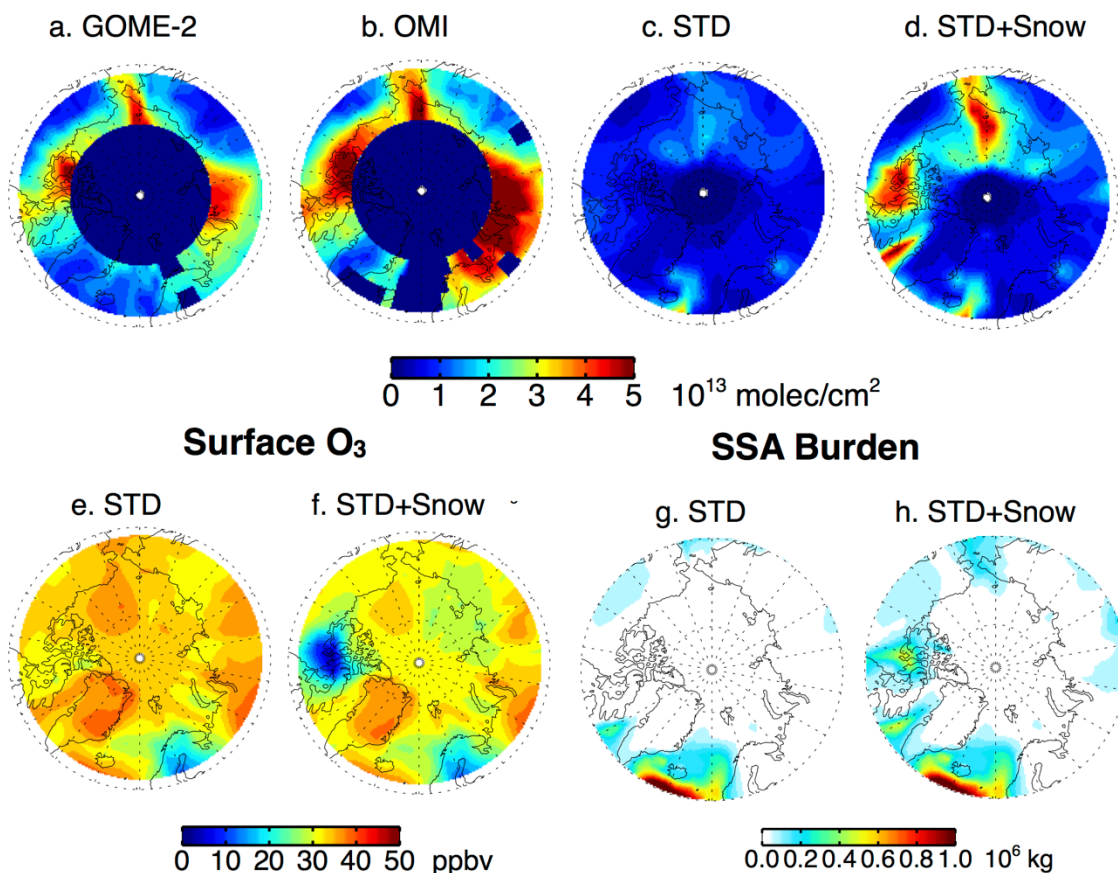 a. GOME-2 b. OMI c. STD d. STD+Snow
0 1 2 3 4 5 10¹³ molec/cm²
Surface O₃ SSA Burden
e. STD f. STD+Snow g. STD h. STD+Snow
0 10 20 30 40 50 ppbv 0.0 0.2 0.4 0.6 0.8 1.0 10⁶ kg